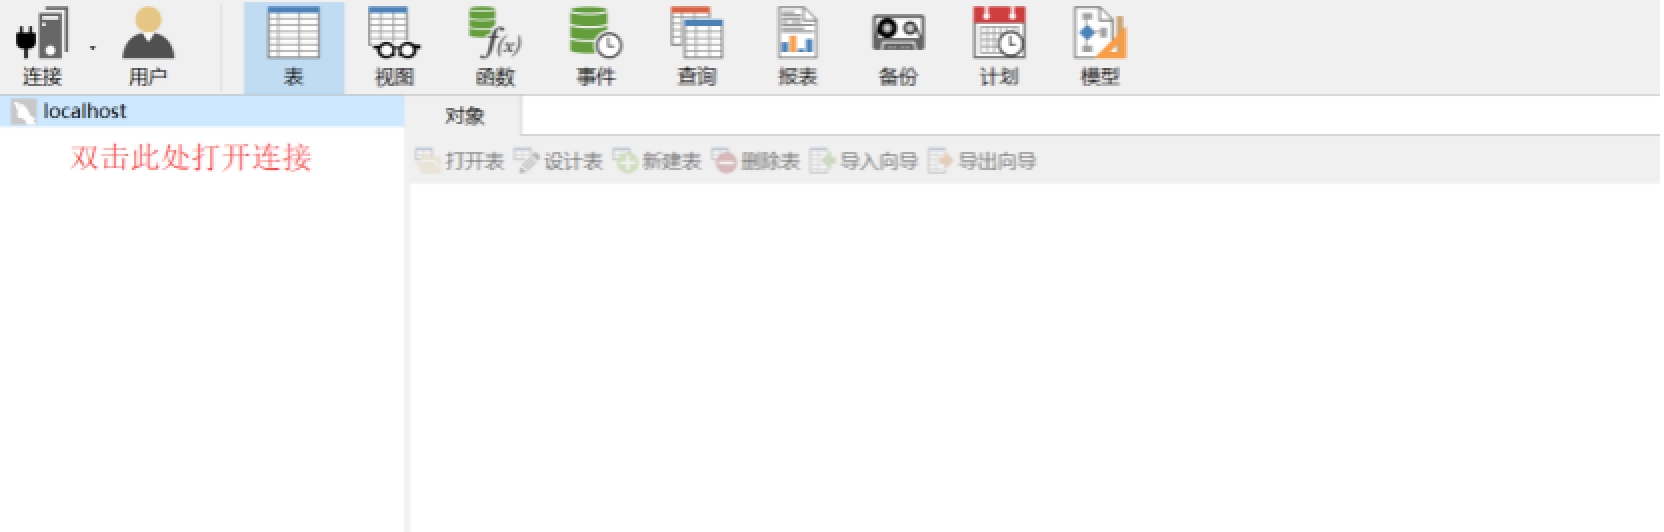 连接 用户 表 视图 函数 事件 查询 报表 备份 计划 模型
localhost 对象
双击此处打开连接
打开表 设计表 新建表 删除表 导入向导 导出向导